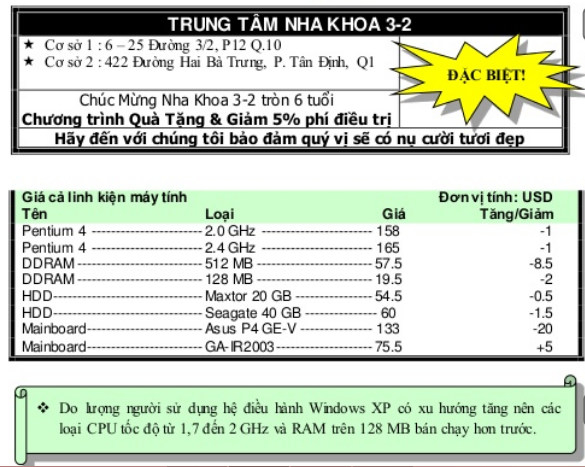 TRUNG TÂM NHA KHOA 3-2
★ Cơ sở 1 : 6 – 25 Đường 3/2, P12 Q.10
★ Cơ sở 2 : 422 Đường Hai Bà Trưng, P. Tân Định, Q1
ĐẶC BIỆT!
Chúc Mừng Nha Khoa 3-2 tròn 6 tuổi
Chương trình Quà Tặng & Giảm 5% phí điều trị
Hãy đến với chúng tôi bảo đảm quý vị sẽ có nụ cười tươi đẹp
Giá cả linh kiện máy tính Đơn vị tính: USD
Tên Loại Giá Tăng/Giảm
Pentium 4 ------------------------ 2.0 GHz ------------------------ 158 -1
Pentium 4 ------------------------ 2.4 GHz ------------------------ 165 -1
DDRAM --------------------------- 512 MB ------------------------- 57.5 -8.5
DDRAM --------------------------- 128 MB ------------------------- 19.5 -2
HDD-------------------------------- Maxtor 20 GB ----------------- 54.5 -0.5
HDD-------------------------------- Seagate 40 GB ---------------- 60 -1.5
Mainboard------------------------- Asus P4 GE-V ---------------- 133 -20
Mainboard------------------------- GA-IR2003--------------------- 75.5 +5
❖ Do lượng người sử dụng hệ điều hành Windows XP có xu hướng tăng nên các
loại CPU tốc độ từ 1,7 đến 2 GHz và RAM trên 128 MB bán chạy hơn trước.